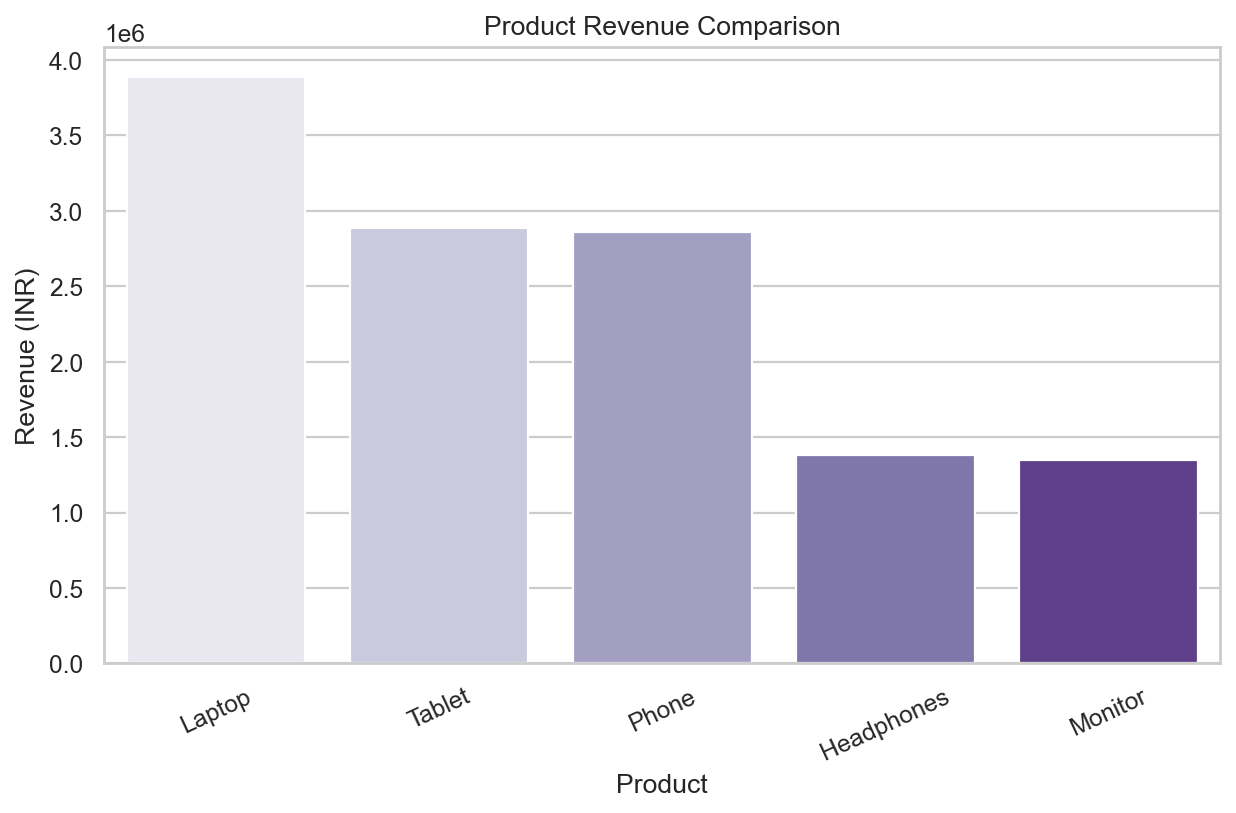 Product Revenue Comparison
1e6
4.0
3.5
3.0
2.5
2.0
1.5
1.0
0.5
0.0
Revenue (INR)
Laptop
Tablet
Phone
Headphones
Monitor
Product